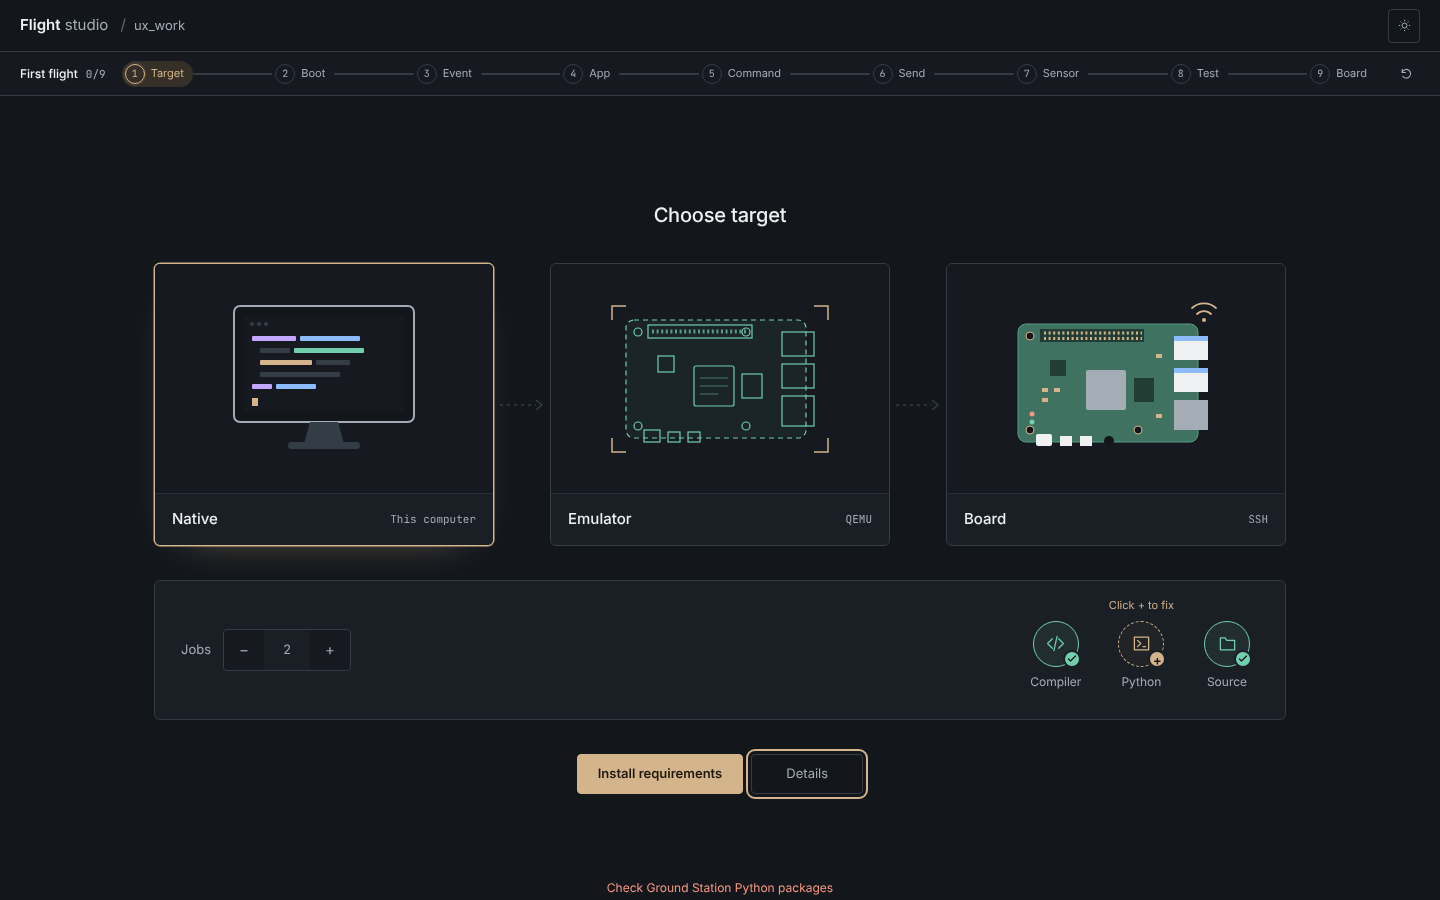 Flight studio / ux_work
First flight 0/9 1 Target 2 Boot 3 Event 4 App 5 Command 6 Send 7 Sensor 8 Test 9 Board
Choose target
Native This computer
Emulator QEMU
Board SSH
Click + to fix
Jobs − 2 +
Compiler Python Source
Install requirements Details
Check Ground Station Python packages